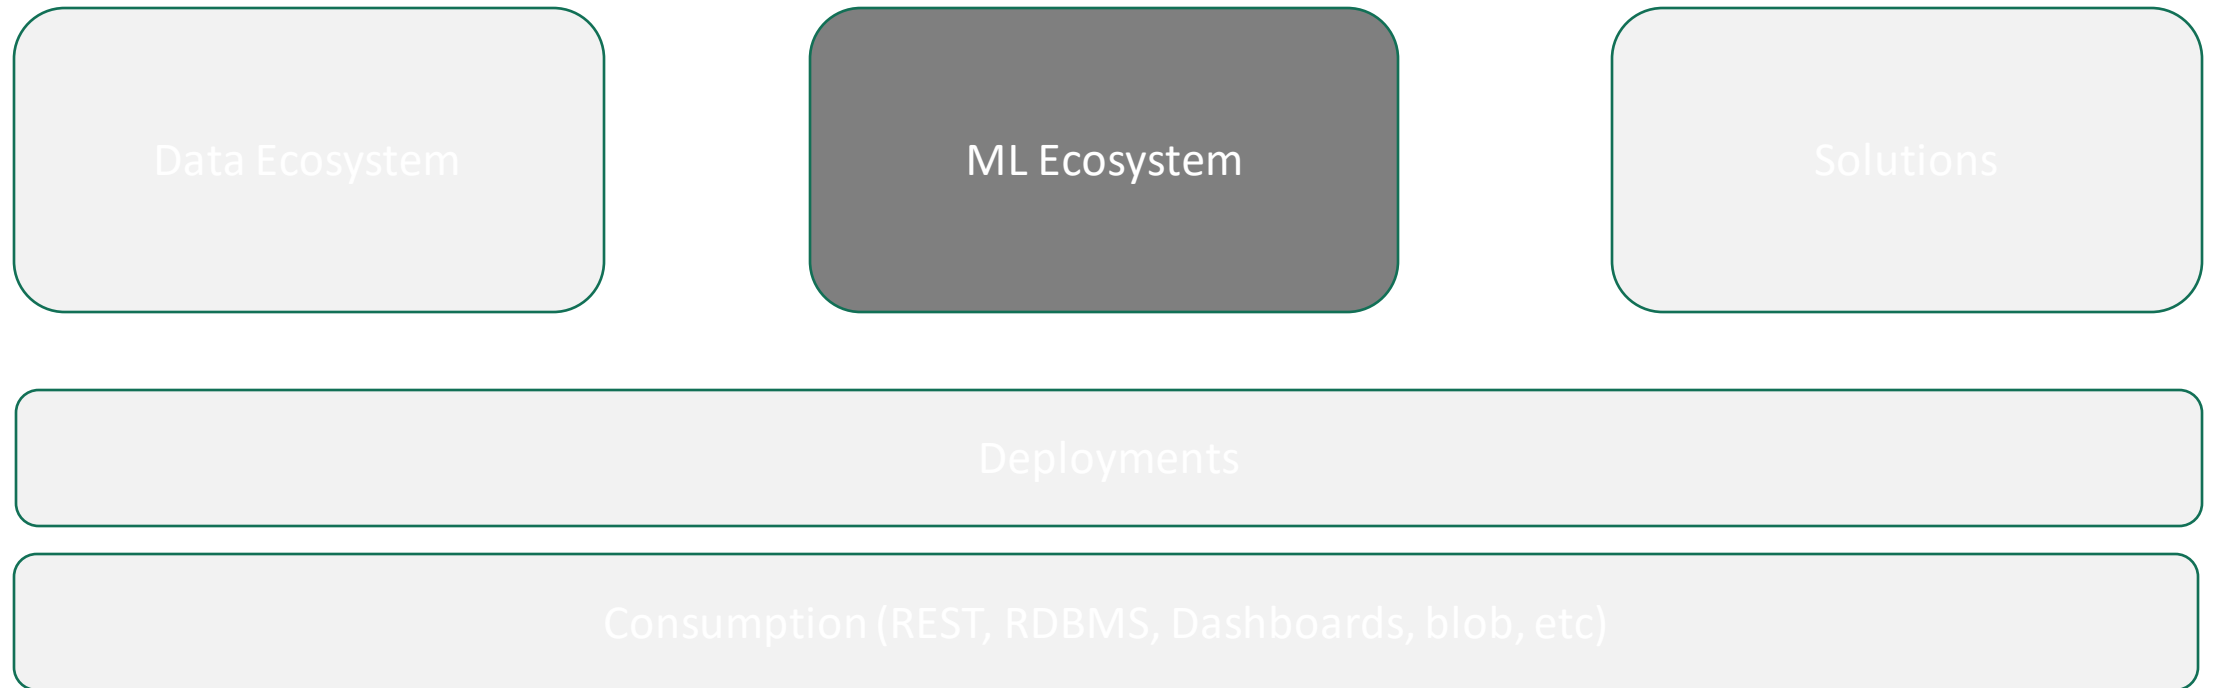 Data Ecosystem
ML Ecosystem
Solutions
Deployments
Consumption (REST, RDBMS, Dashboards, blob, etc)